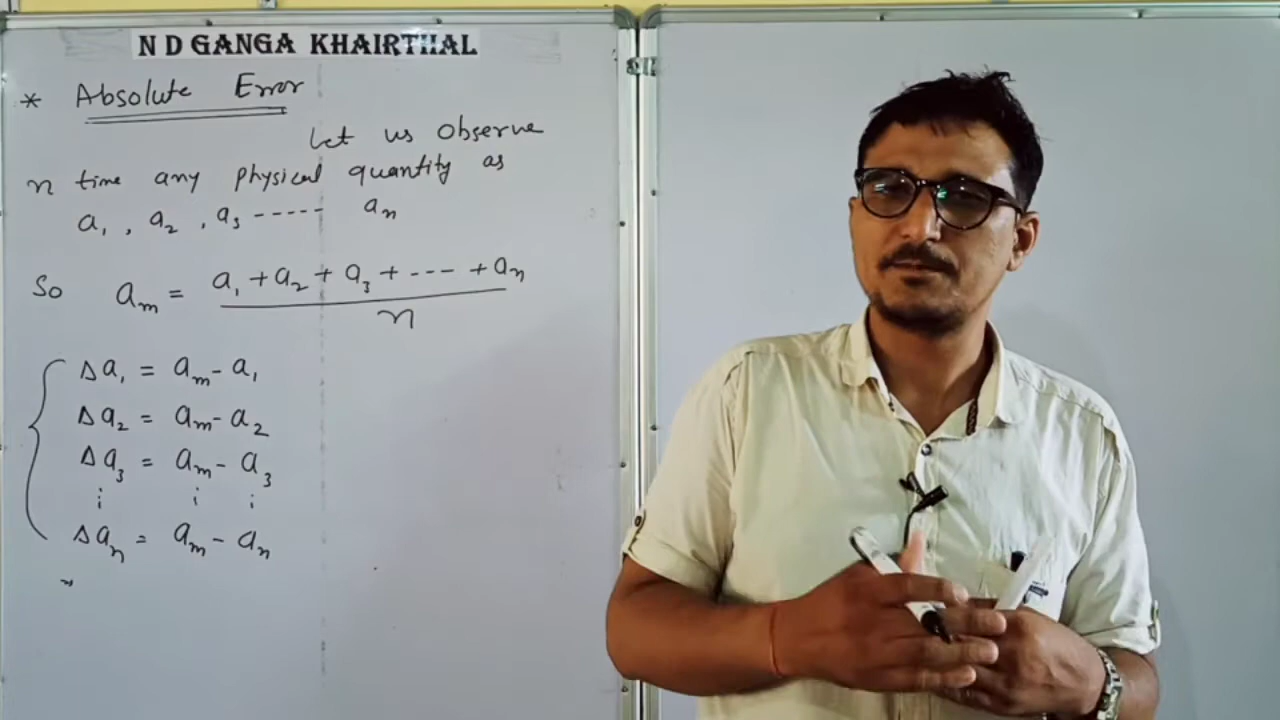 N D GANGA KHAIRTHAL
* Absolute Error
Let us observe
n time any physical quantity as
a₁, a₂, a₃ ----- aₙ
So aₘ = (a₁ + a₂ + a₃ + --- + aₙ) / n
Δa₁ = aₘ - a₁
Δa₂ = aₘ - a₂
Δa₃ = aₘ - a₃
⋮ ⋮ ⋮
Δaₙ = aₘ - aₙ